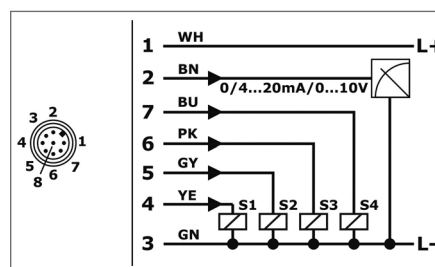 1 WH L+
2 BN
0/4...20mA/0...10V
7 BU
6 PK
5 GY
4 YE S1 S2 S3 S4
3 GN L-
3 2
4 1
5 6 7
8